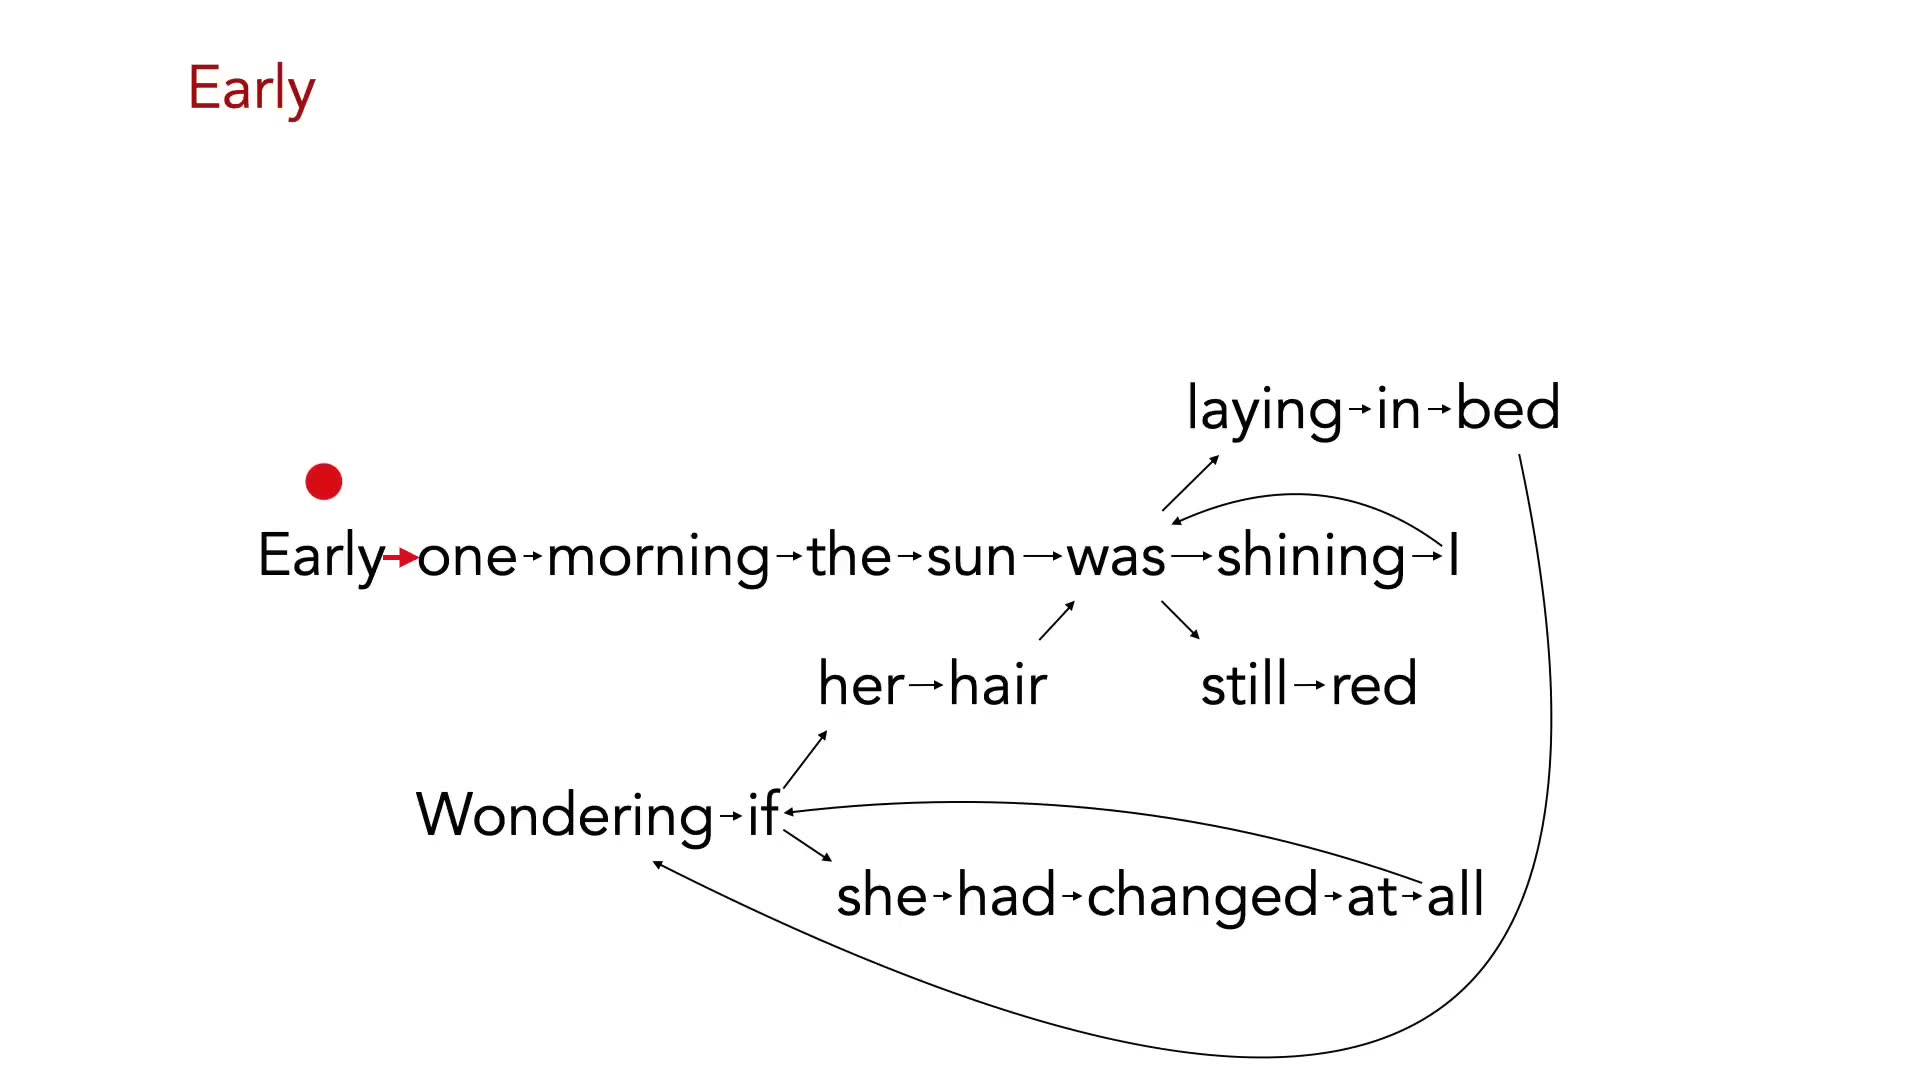 Early
laying in bed
Early one morning the sun was shining I
her hair still red
Wondering if
she had changed at all